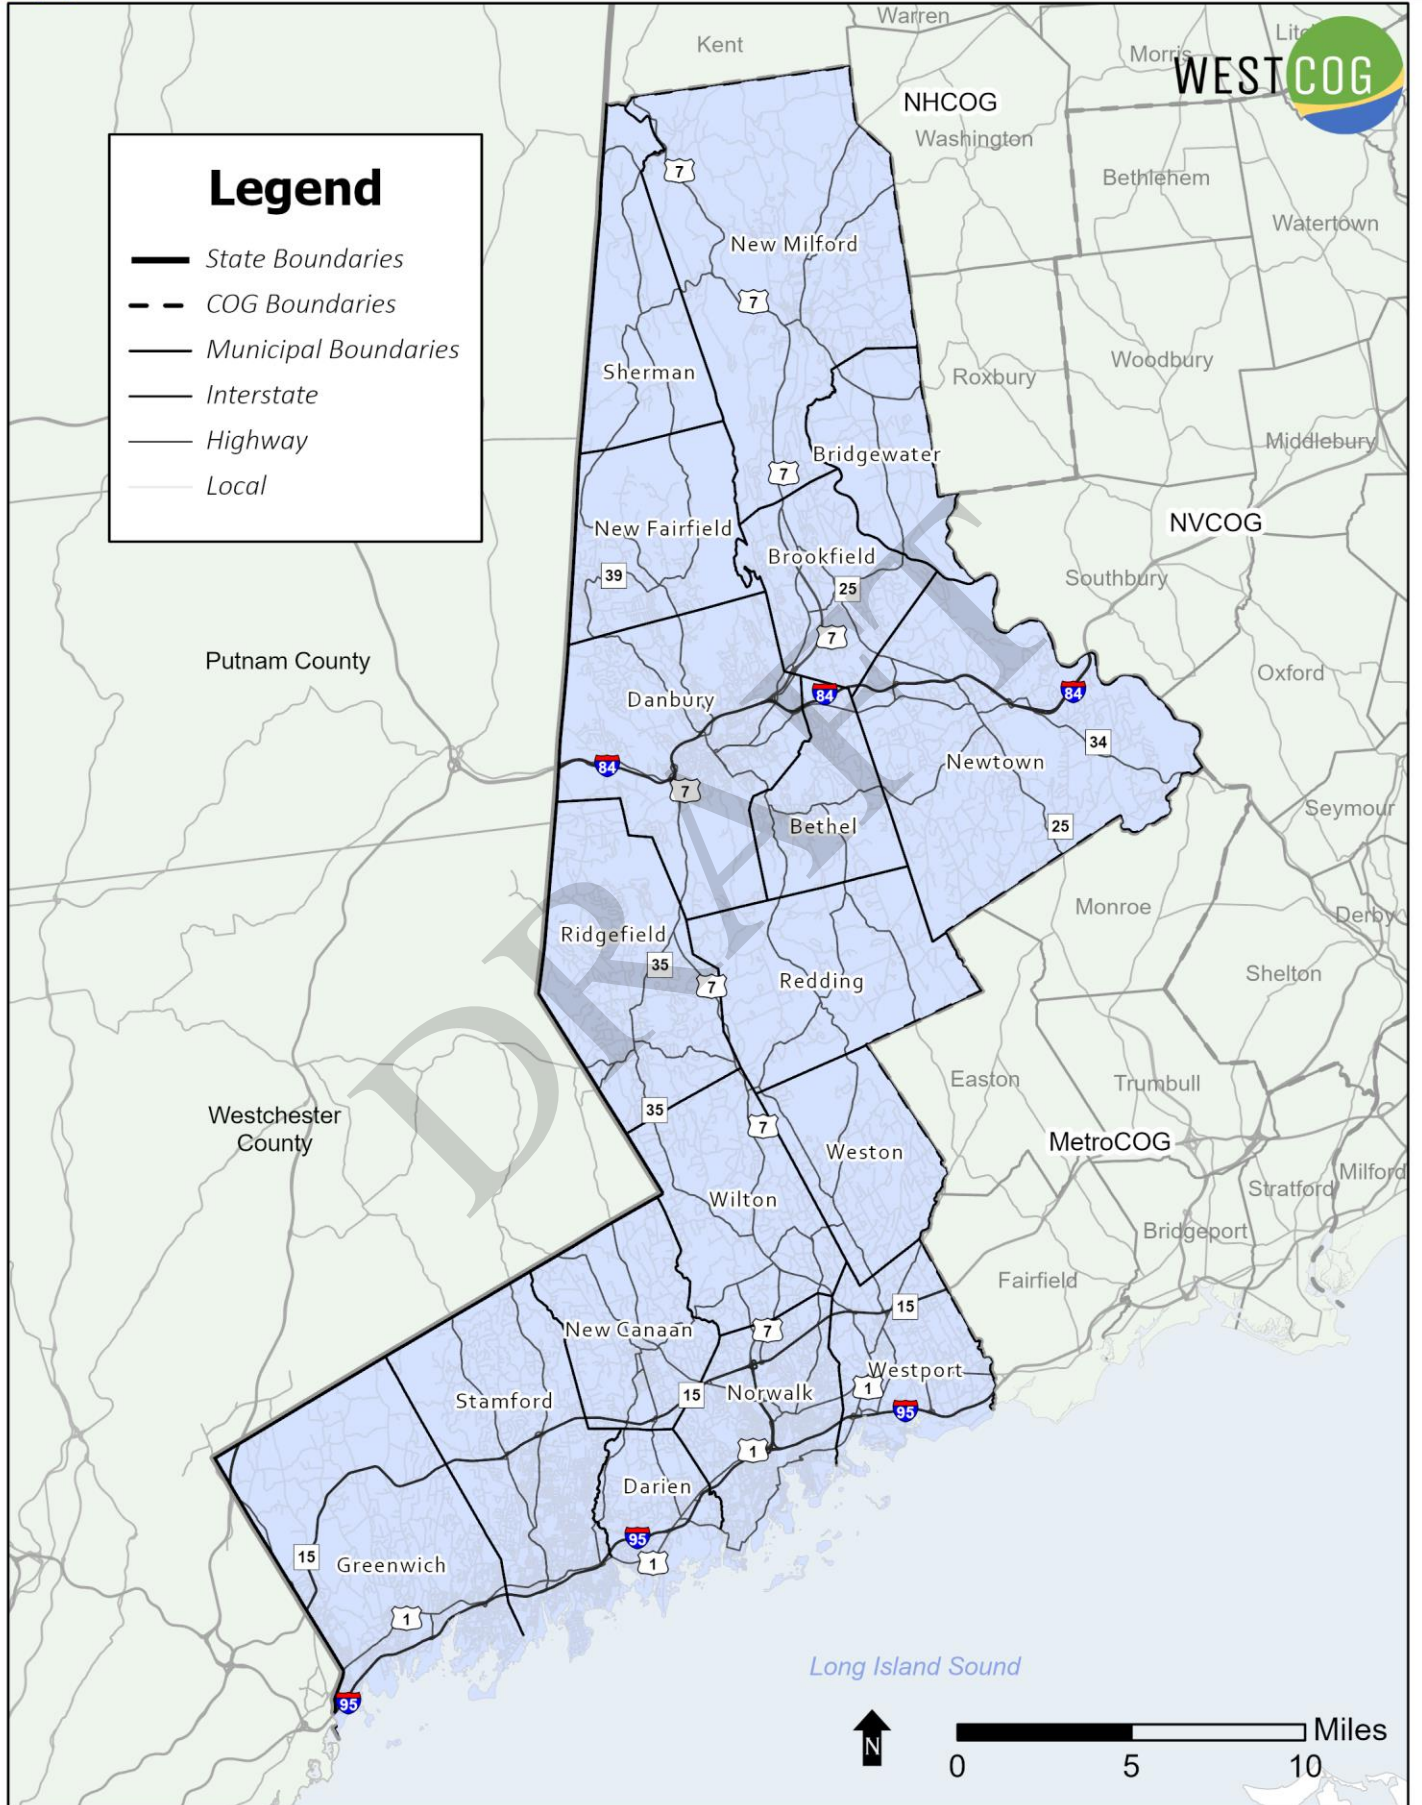 Warren
Kent
Litc
Morris
WESTCOG
NHCOG
Washington
Bethlehem
Watertown
Legend
State Boundaries
COG Boundaries
Municipal Boundaries
Interstate
Highway
Local
7
New Milford
7
Sherman
Roxbury
Woodbury
Middlebury
Bridgewater
7
NVCOG
New Fairfield
Brookfield
39
25
Southbury
7
Putnam County
Oxford
Danbury
84
84
34
Newtown
84
7
Seymour
Bethel
25
DRAFT
Monroe
Derby
Ridgefield
35
Redding
7
Shelton
Easton
Trumbull
Westchester
County
35
7
Weston
MetroCOG
Milford
Stratford
Wilton
Bridgeport
Fairfield
15
New Canaan
7
Westport
Stamford
15
Norwalk
1
95
1
Darien
95
1
15
Greenwich
1
Long Island Sound
95
N
Miles
0
5
10